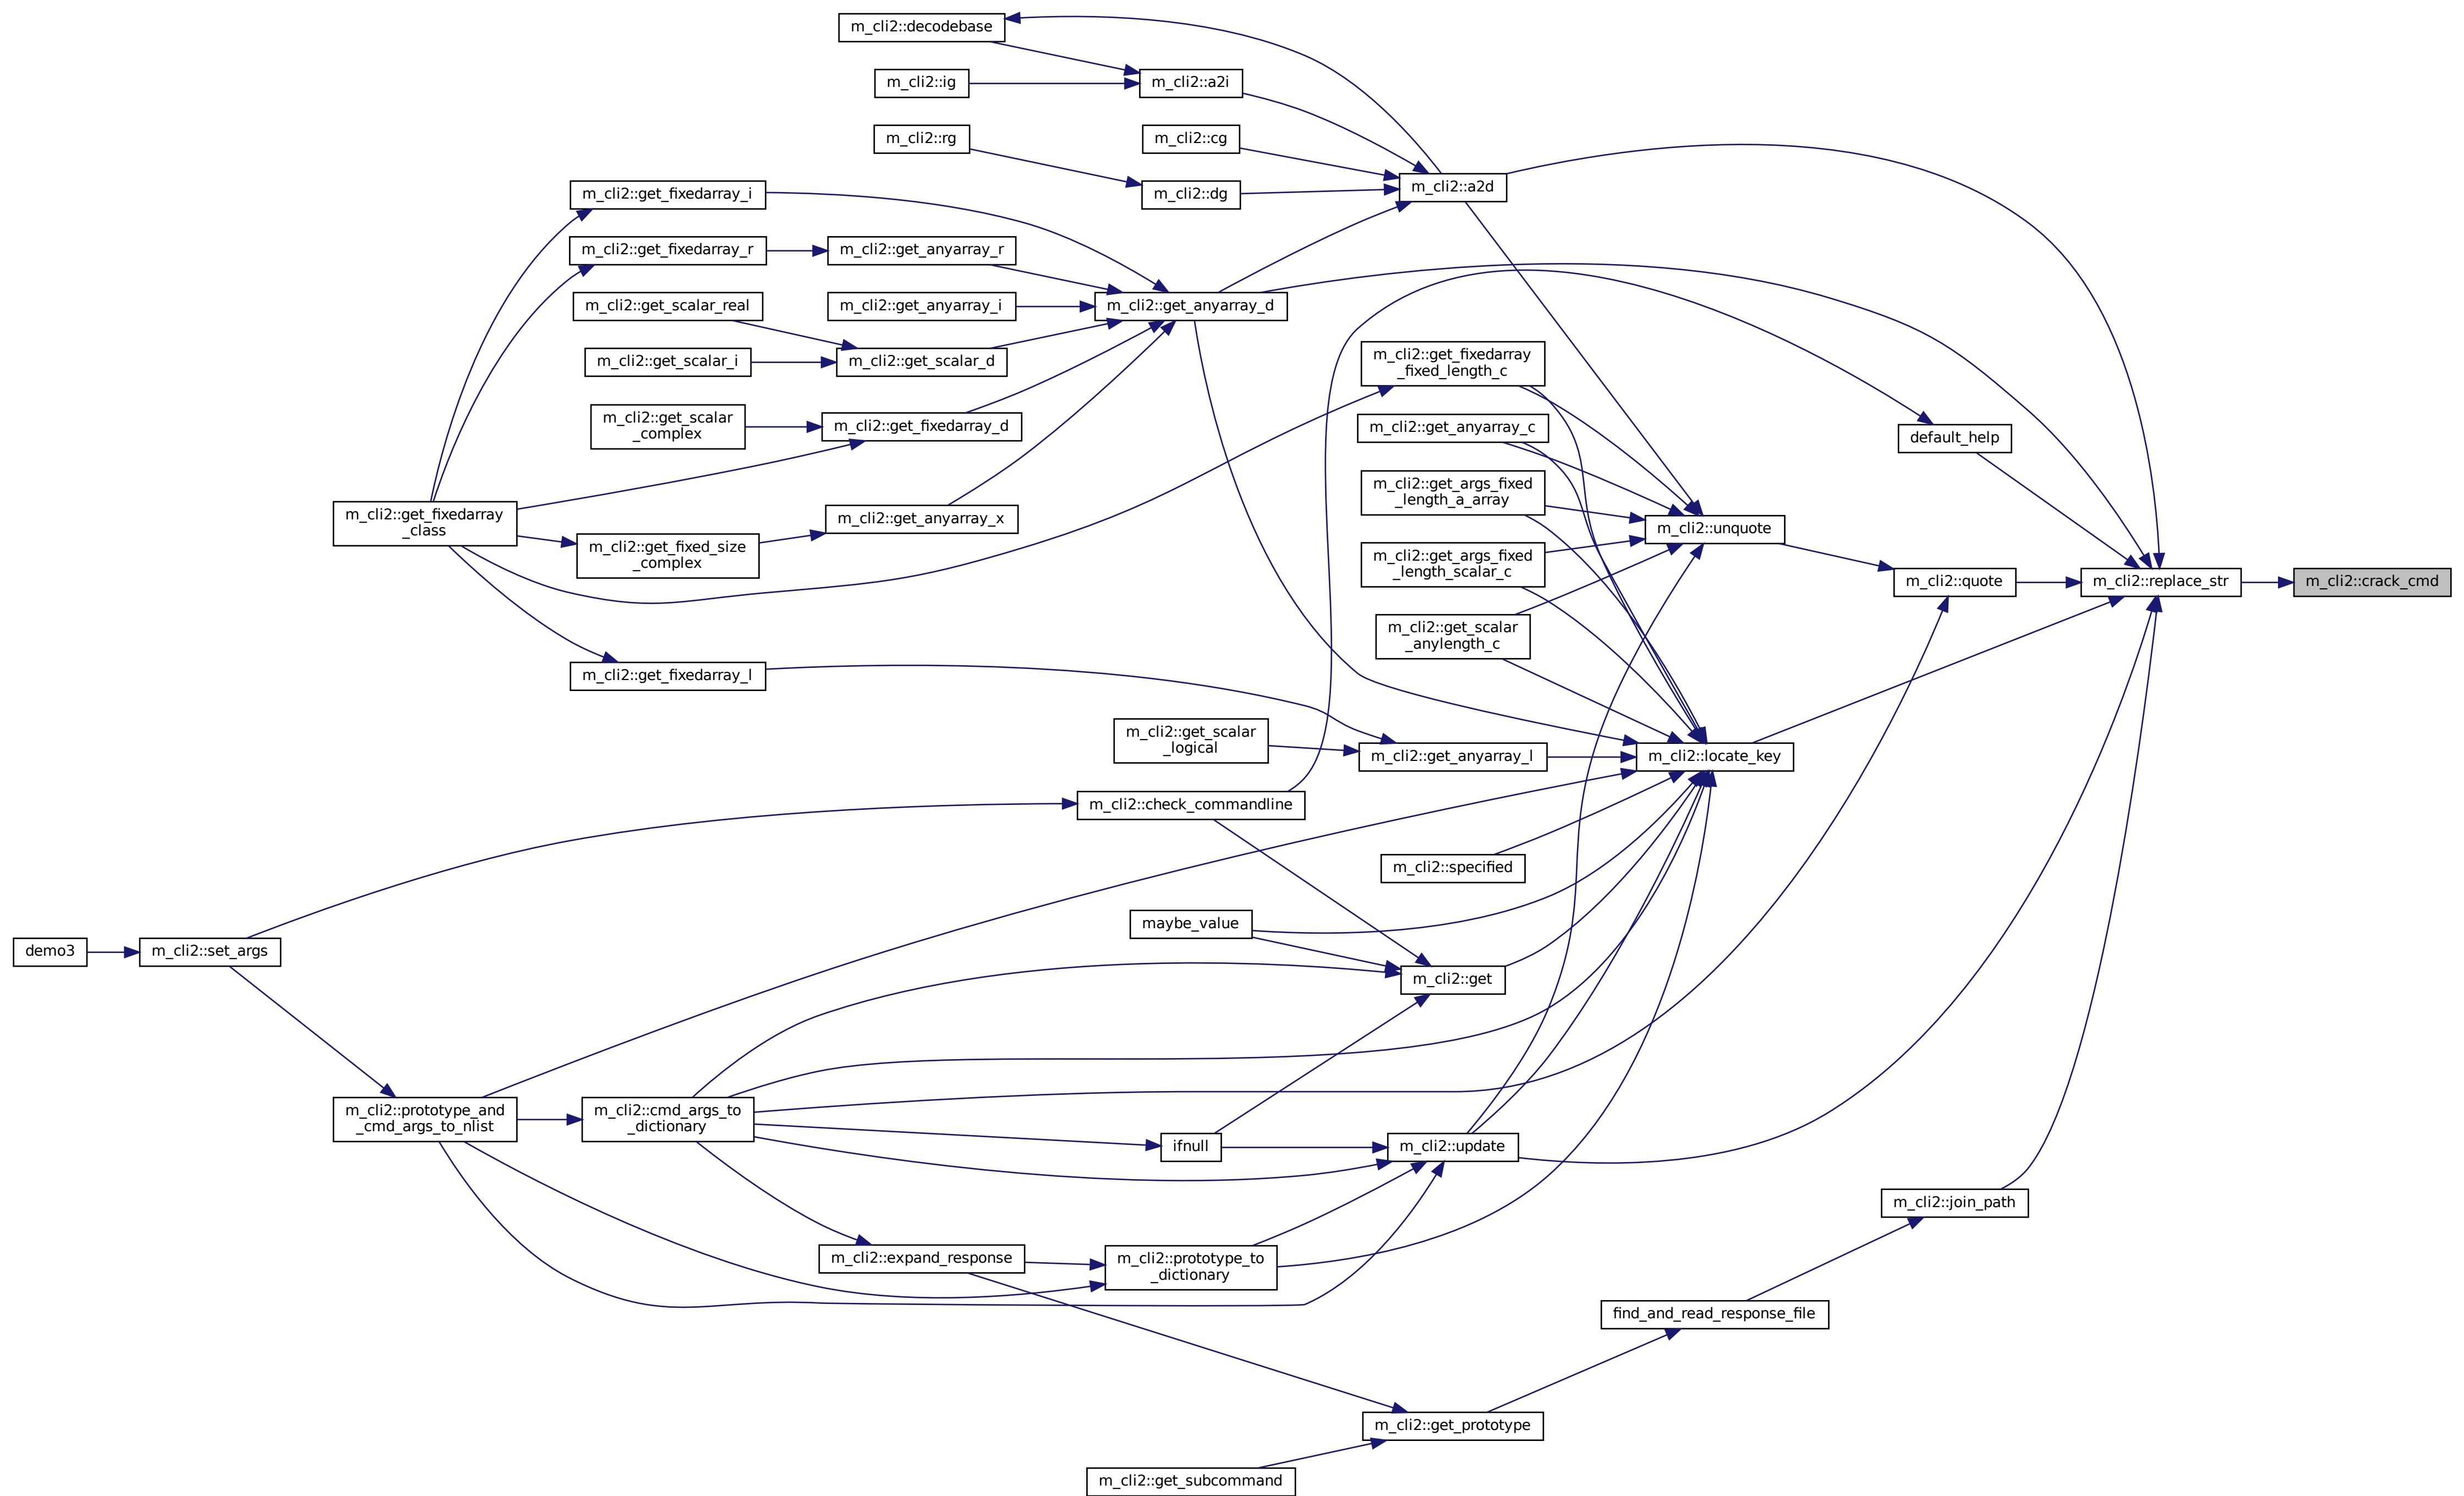 m_cli2::decodebase
m_cli2::ig
m_cli2::a2i
m_cli2::rg
m_cli2::cg
m_cli2::dg
m_cli2::a2d
m_cli2::get_fixedarray_i
m_cli2::get_fixedarray_r
m_cli2::get_anyarray_r
m_cli2::get_scalar_real
m_cli2::get_anyarray_i
m_cli2::get_anyarray_d
m_cli2::get_scalar_i
m_cli2::get_scalar_d
m_cli2::get_fixedarray
_fixed_length_c
m_cli2::get_scalar
_complex
m_cli2::get_fixedarray_d
m_cli2::get_anyarray_c
default_help
m_cli2::get_args_fixed
_length_a_array
m_cli2::get_fixedarray
_class
m_cli2::get_fixed_size
_complex
m_cli2::get_anyarray_x
m_cli2::unquote
m_cli2::get_args_fixed
_length_scalar_c
m_cli2::quote
m_cli2::replace_str
m_cli2::crack_cmd
m_cli2::get_scalar
_anylength_c
m_cli2::get_fixedarray_l
m_cli2::get_scalar
_logical
m_cli2::get_anyarray_l
m_cli2::locate_key
m_cli2::check_commandline
m_cli2::specified
maybe_value
demo3
m_cli2::set_args
m_cli2::get
m_cli2::prototype_and
_cmd_args_to_nlist
m_cli2::cmd_args_to
_dictionary
ifnull
m_cli2::update
m_cli2::join_path
m_cli2::expand_response
m_cli2::prototype_to
_dictionary
find_and_read_response_file
m_cli2::get_prototype
m_cli2::get_subcommand